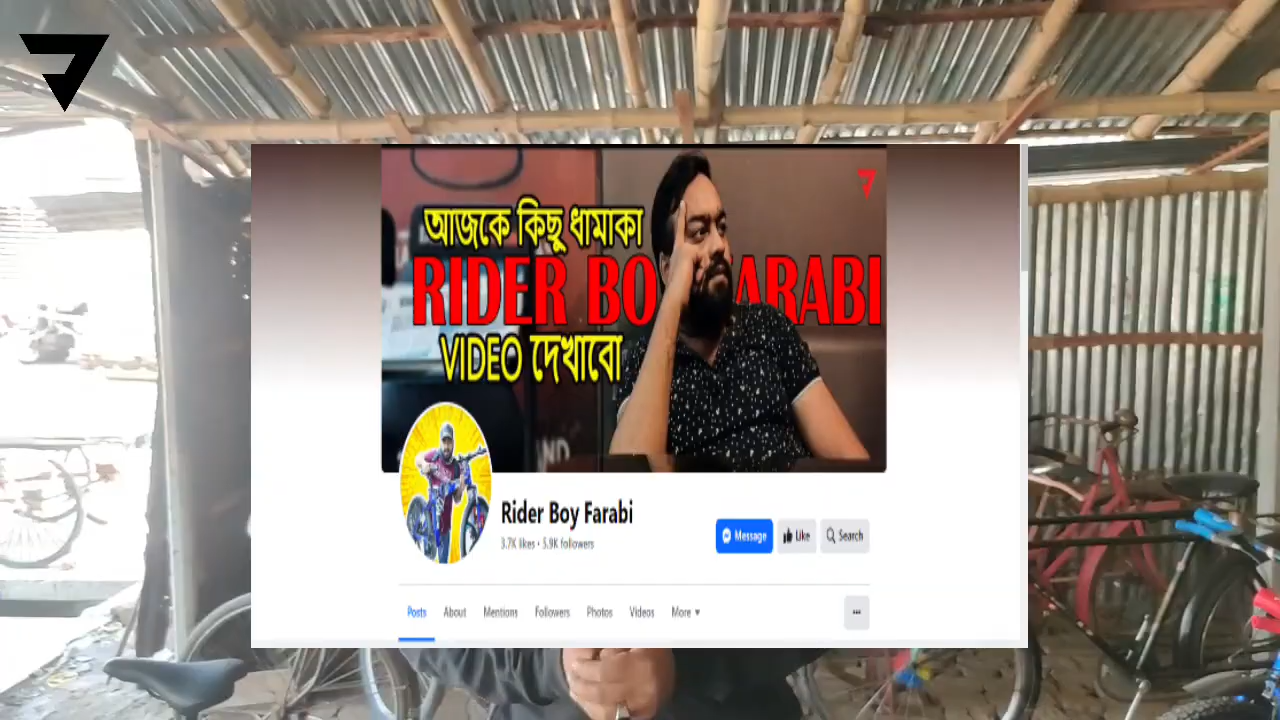 আজকে কিছু ধামাকা
RIDER BO ARABI
VIDEO দেখাবো
Rider Boy Farabi
3.7K likes • 5.9K followers
Message
Like
Search
Posts
About
Mentions
Followers
Photos
Videos
More